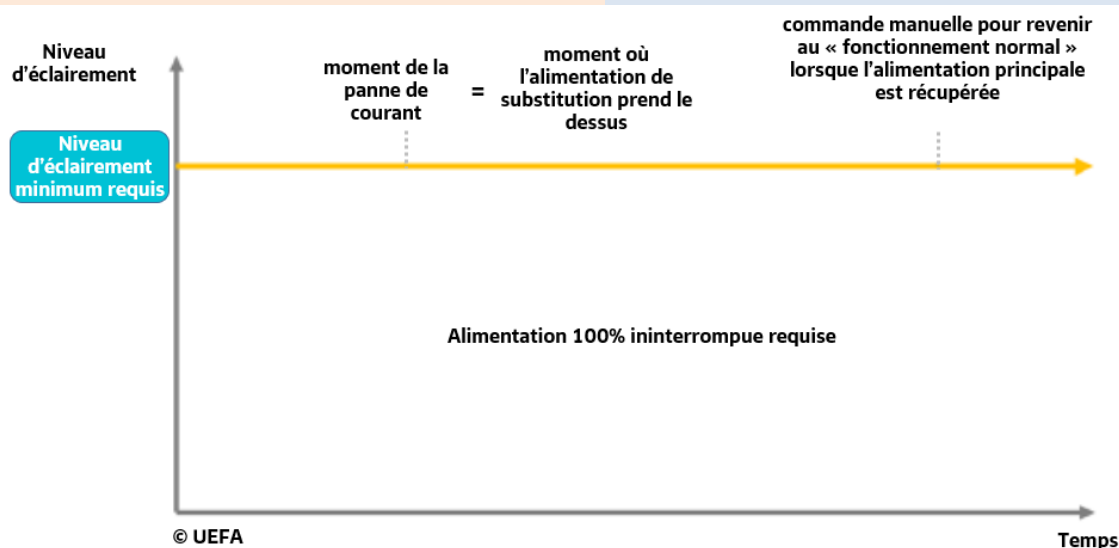 Niveau
d’éclairement
moment de la
panne de
courant
=
moment où
l’alimentation de
substitution prend le
dessus
commande manuelle pour revenir
au « fonctionnement normal »
lorsque l’alimentation principale
est récupérée
Niveau
d’éclairement
minimum requis
Alimentation 100% ininterrompue requise
© UEFA
Temps